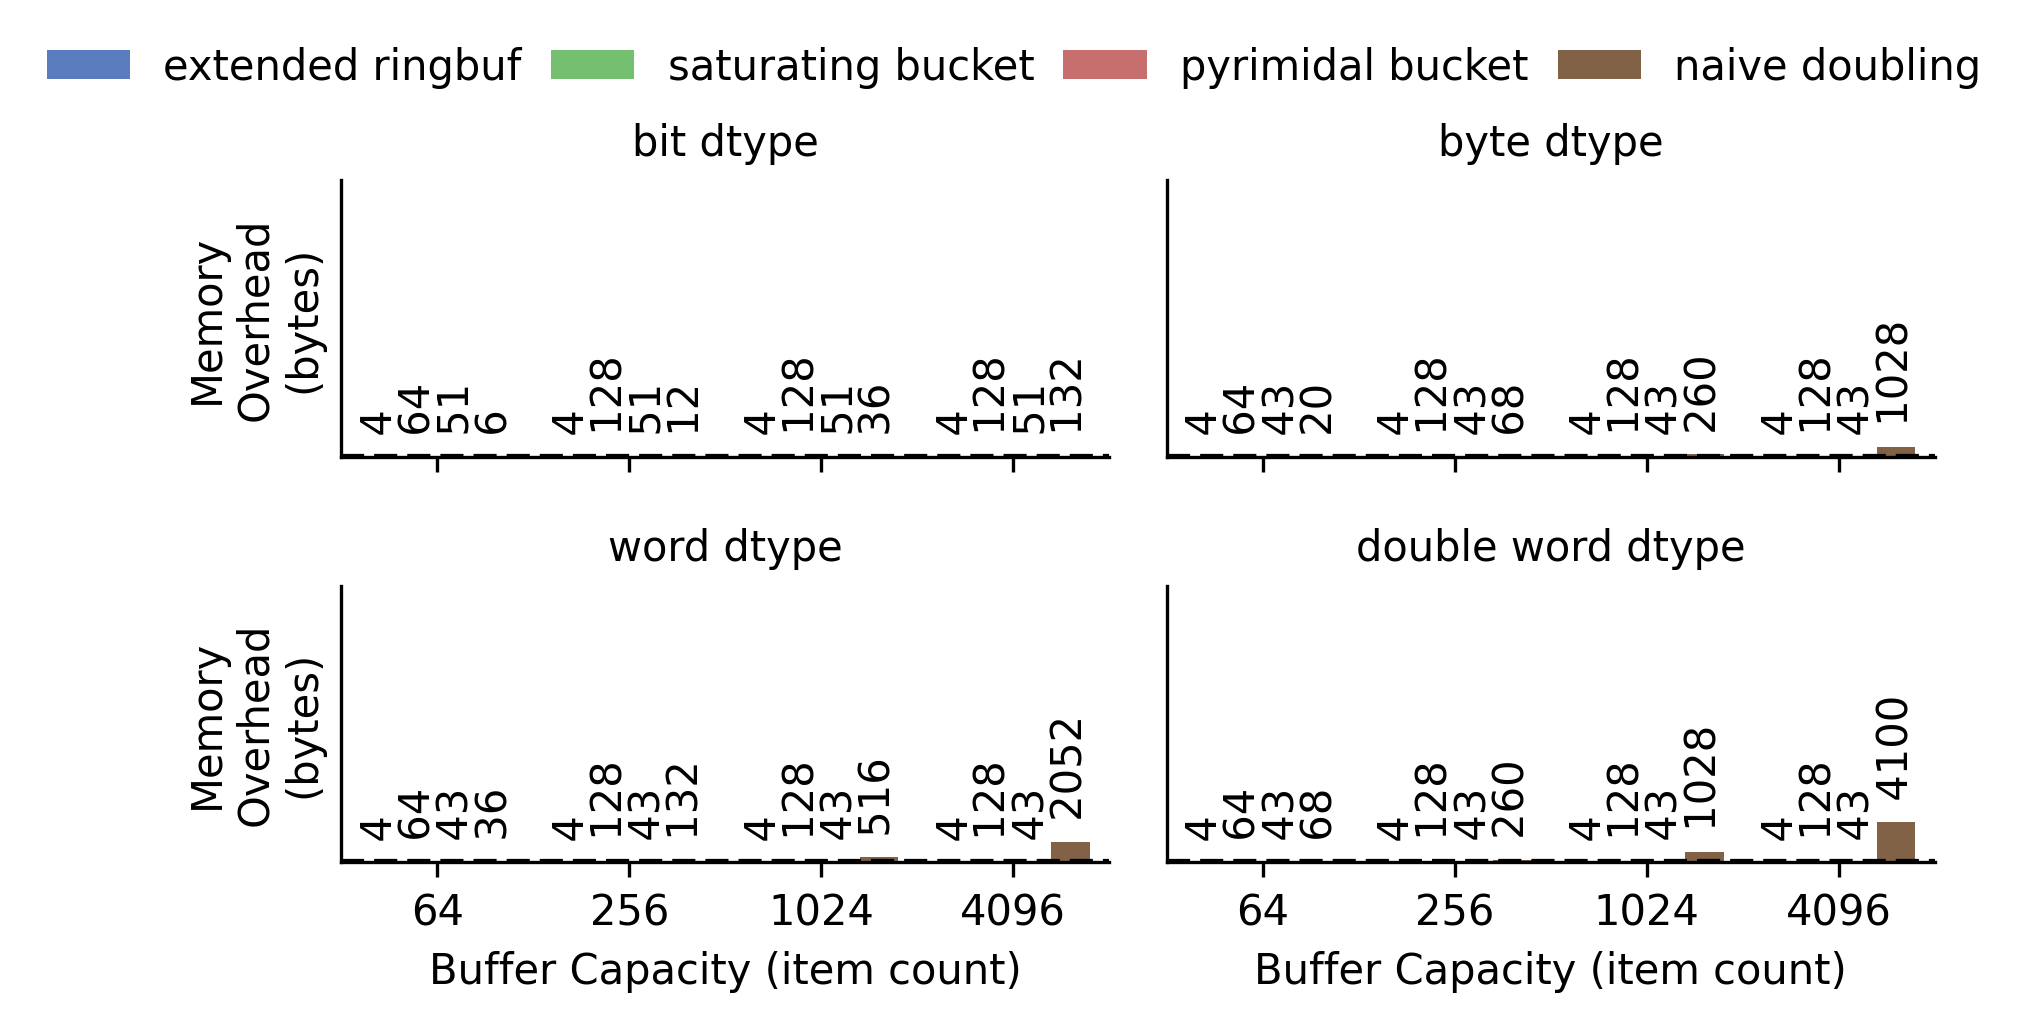 extended ringbuf saturating bucket pyrimidal bucket naive doubling
bit dtype
Memory
Overhead
(bytes)
4 64 51 6 4 128 51 12 4 128 51 36 4 128 51 132
byte dtype
4 64 43 20 4 128 43 68 4 128 43 260 4 128 43 1028
word dtype
Memory
Overhead
(bytes)
4 64 43 36 4 128 43 132 4 128 43 516 4 128 43 2052
64 256 1024 4096
Buffer Capacity (item count)
double word dtype
4 64 43 68 4 128 43 260 4 128 43 1028 4 128 43 4100
64 256 1024 4096
Buffer Capacity (item count)